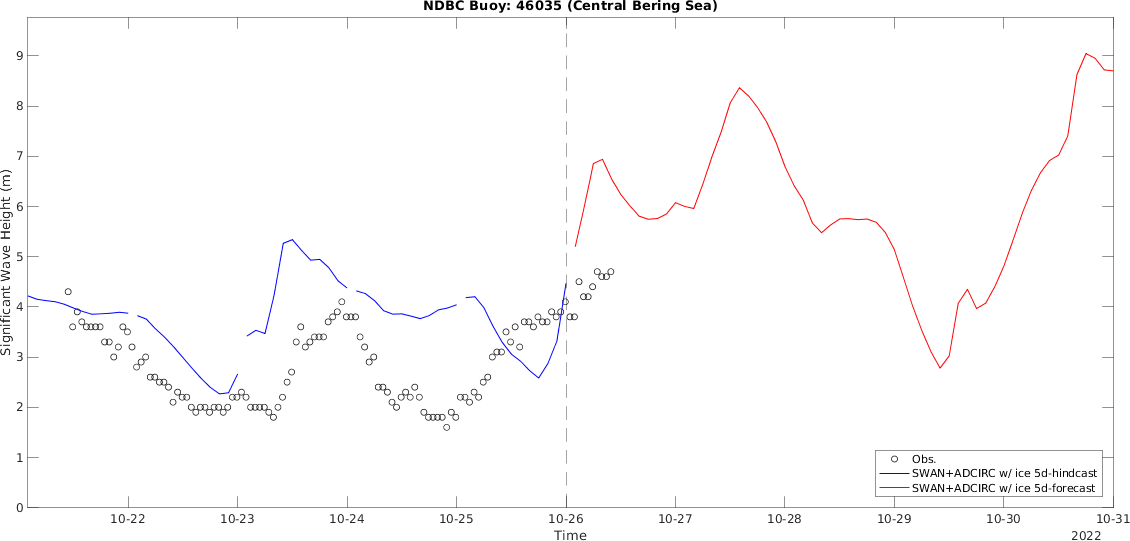 NDBC Buoy: 46035 (Central Bering Sea)
Significant Wave Height (m)
9
8
7
6
5
4
3
2
1
0
Obs.
SWAN+ADCIRC w/ ice 5d-hindcast
SWAN+ADCIRC w/ ice 5d-forecast
10-22 10-23 10-24 10-25 10-26 10-27 10-28 10-29 10-30 10-31
Time
2022